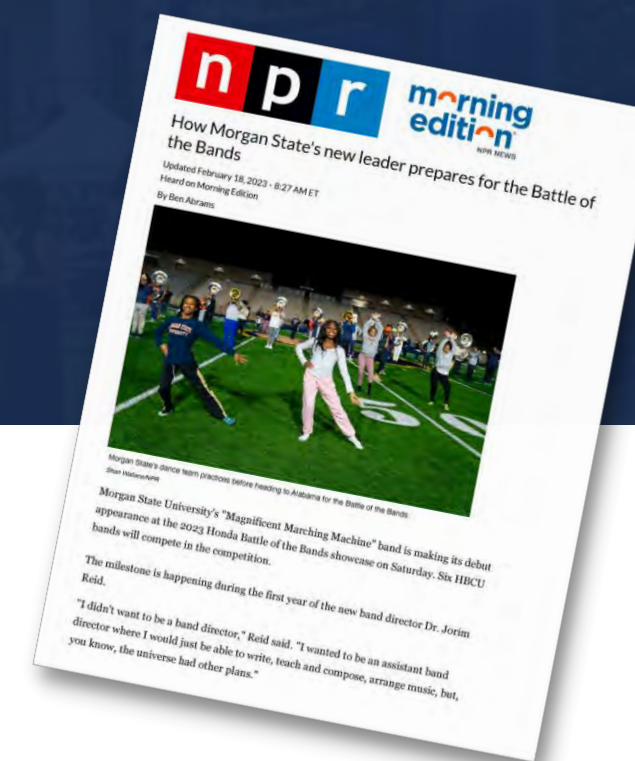 npr
morning
edition
NPR NEWS
How Morgan State's new leader prepares for the Battle of
the Bands
Updated February 18, 2023 · 8:27 AM ET
Heard on Morning Edition
By Ben Abrams
MORGAN STATE
UNIVERSITY
Morgan State's dance team practices before heading to Alabama for the Battle of the Bands.
Shan Wallace/NPR
Morgan State University's "Magnificent Marching Machine" band is making its debut
appearance at the 2023 Honda Battle of the Bands showcase on Saturday. Six HBCU
bands will compete in the competition.
The milestone is happening during the first year of the new band director Dr. Jorim
Reid.
"I didn't want to be a band director," Reid said. "I wanted to be an assistant band
director where I would just be able to write, teach and compose, arrange music, but,
you know, the universe had other plans."